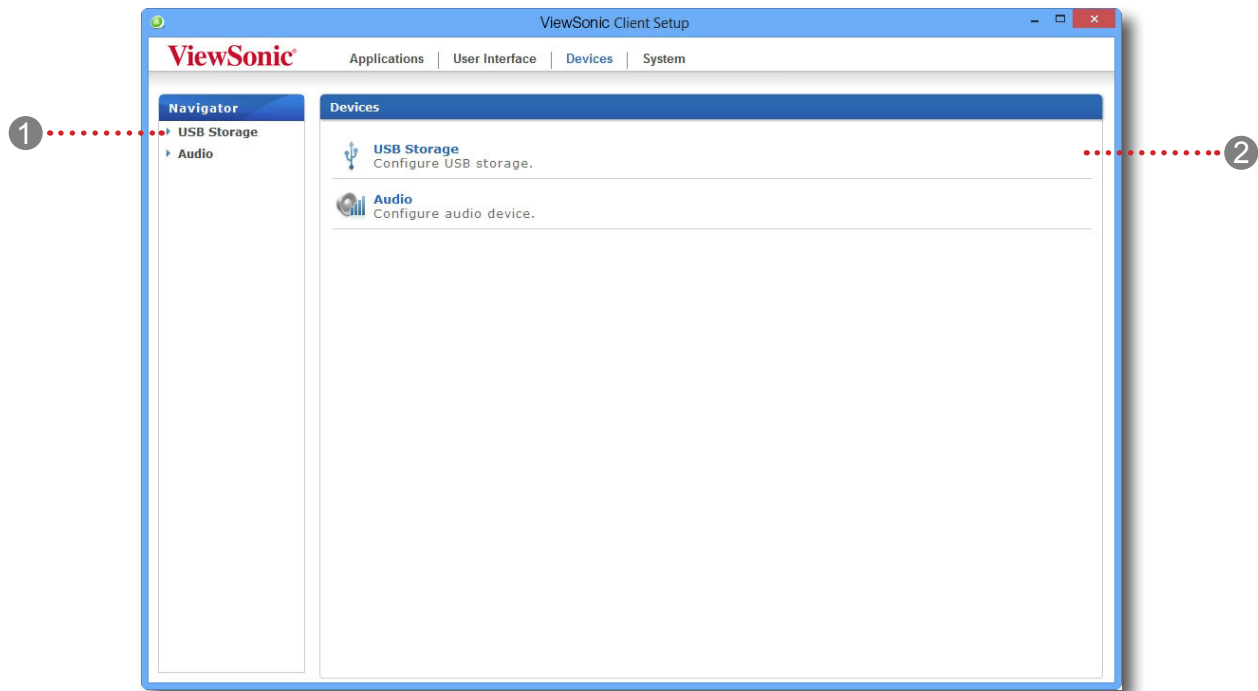 ViewSonic Client Setup
ViewSonic®
Applications | User Interface | Devices | System
Navigator
USB Storage
Audio
Devices
USB Storage
Configure USB storage.
Audio
Configure audio device.
1
2